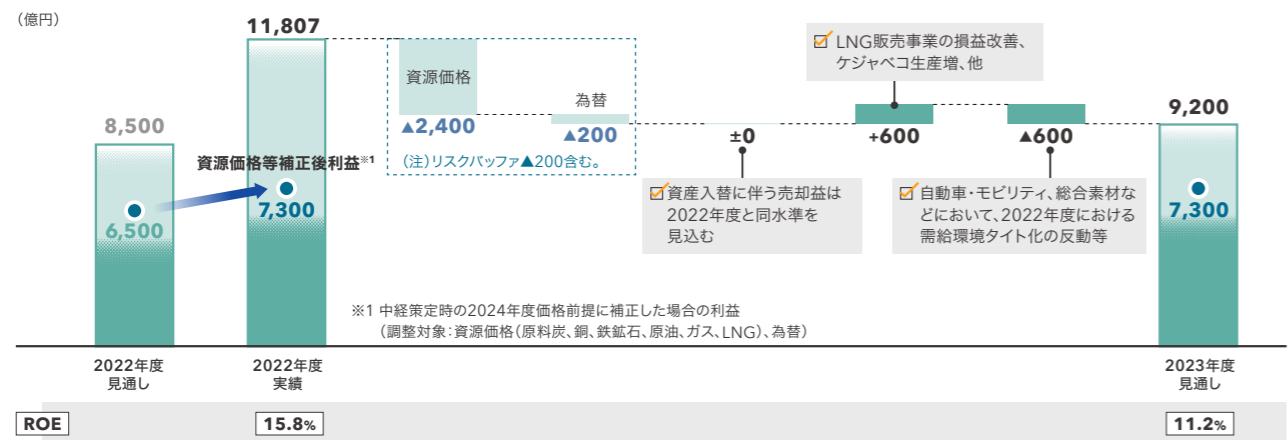 （億円）
11,807
8,500
資源価格等補正後利益※1
6,500
7,300
資源価格
▲2,400
為替
▲200
（注）リスクバッファ▲200含む。
±0
資産入替に伴う売却益は
2022年度と同水準を
見込む
LNG販売事業の損益改善、
ケジャベコ生産増、他
+600
▲600
自動車・モビリティ、総合素材な
どにおいて、2022年度における
需給環境タイト化の反動等
9,200
7,300
※1 中経策定時の2024年度価格前提に補正した場合の利益
（調整対象：資源価格（原料炭、銅、鉄鉱石、原油、ガス、LNG）、為替）
2022年度
見通し
2022年度
実績
2023年度
見通し
ROE
15.8%
11.2%